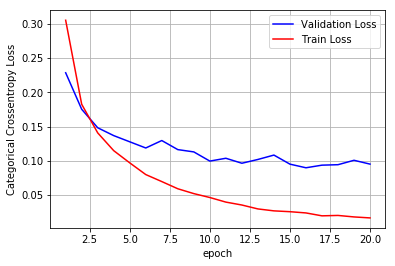 Validation Loss
Train Loss
Categorical Crossentropy Loss
0.30
0.25
0.20
0.15
0.10
0.05
2.5 5.0 7.5 10.0 12.5 15.0 17.5 20.0
epoch